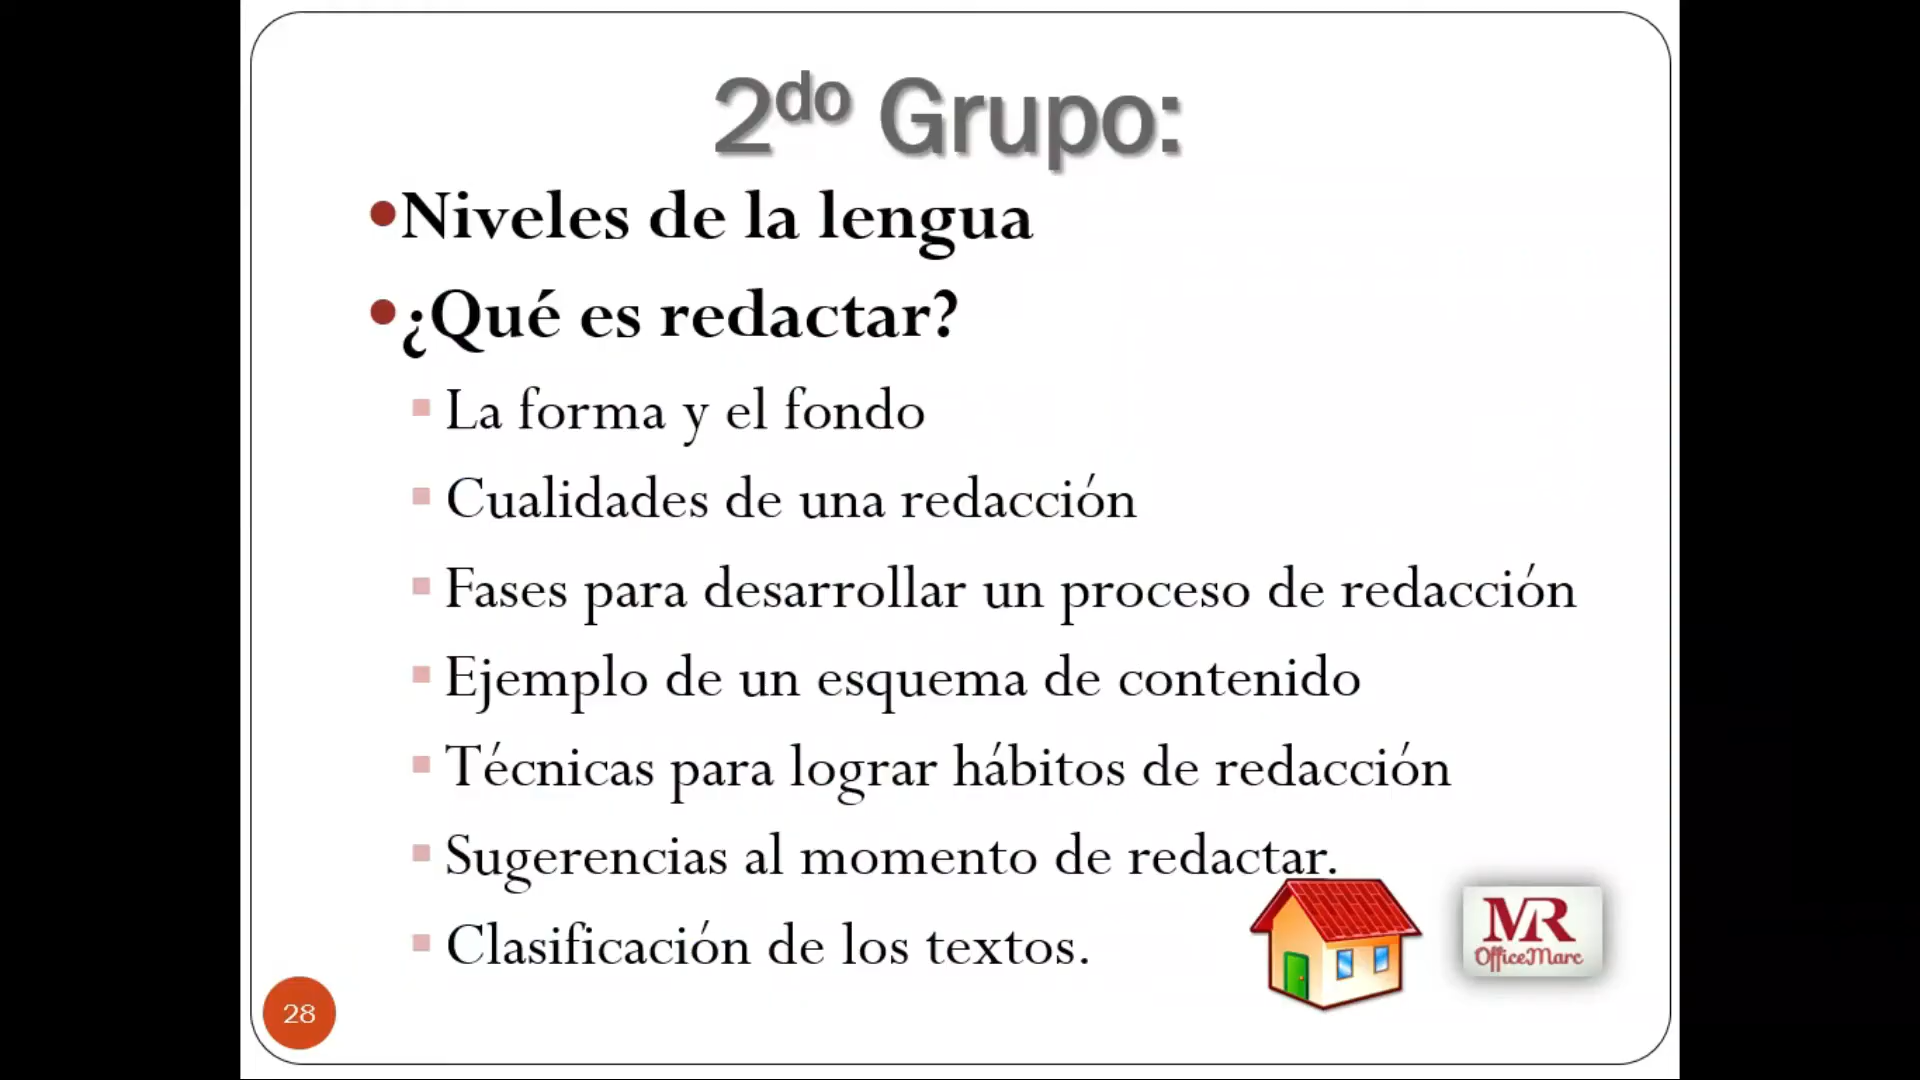 2do Grupo:
Niveles de la lengua
¿Qué es redactar?
La forma y el fondo
Cualidades de una redacción
Fases para desarrollar un proceso de redacción
Ejemplo de un esquema de contenido
Técnicas para lograr hábitos de redacción
Sugerencias al momento de redactar.
Clasificación de los textos.
MR
OfficeMarc
28